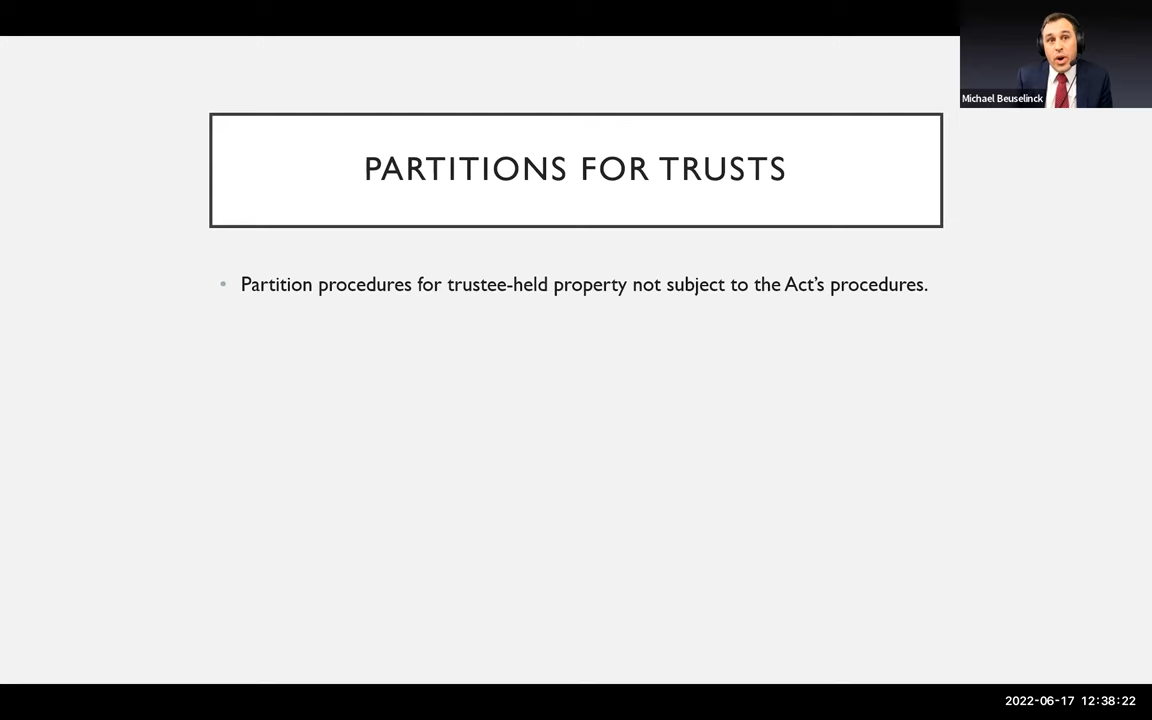 Michael Beuselinck
PARTITIONS FOR TRUSTS
• Partition procedures for trustee-held property not subject to the Act’s procedures.
2022-06-17 12:38:22